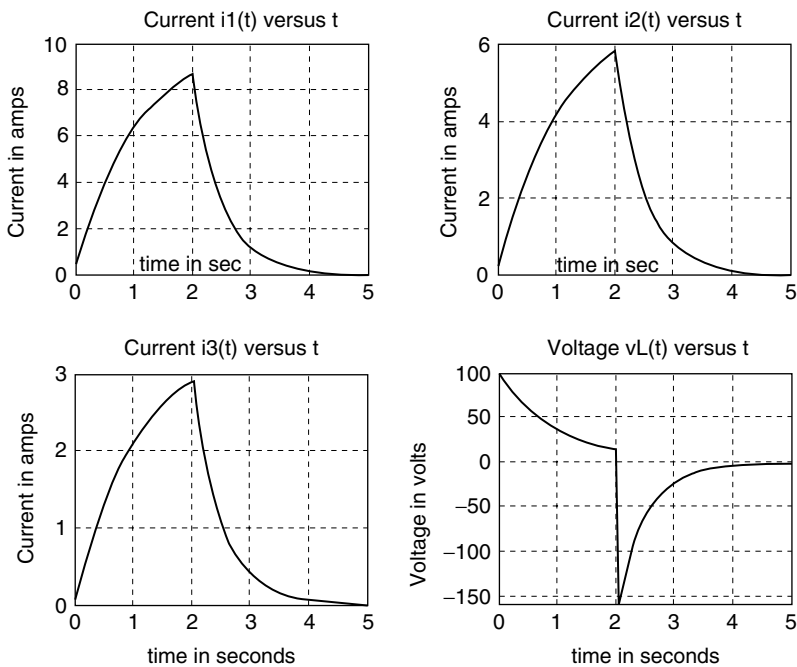 Current i1(t) versus t
Current in amps
10
8
6
4
2
0
time in sec
0 1 2 3 4 5
Current i2(t) versus t
Current in amps
6
4
2
0
time in sec
0 1 2 3 4 5
Current i3(t) versus t
Current in amps
3
2
1
0
0 1 2 3 4 5
time in seconds
Voltage vL(t) versus t
Voltage in volts
100
50
0
−50
−100
−150
0 1 2 3 4 5
time in seconds